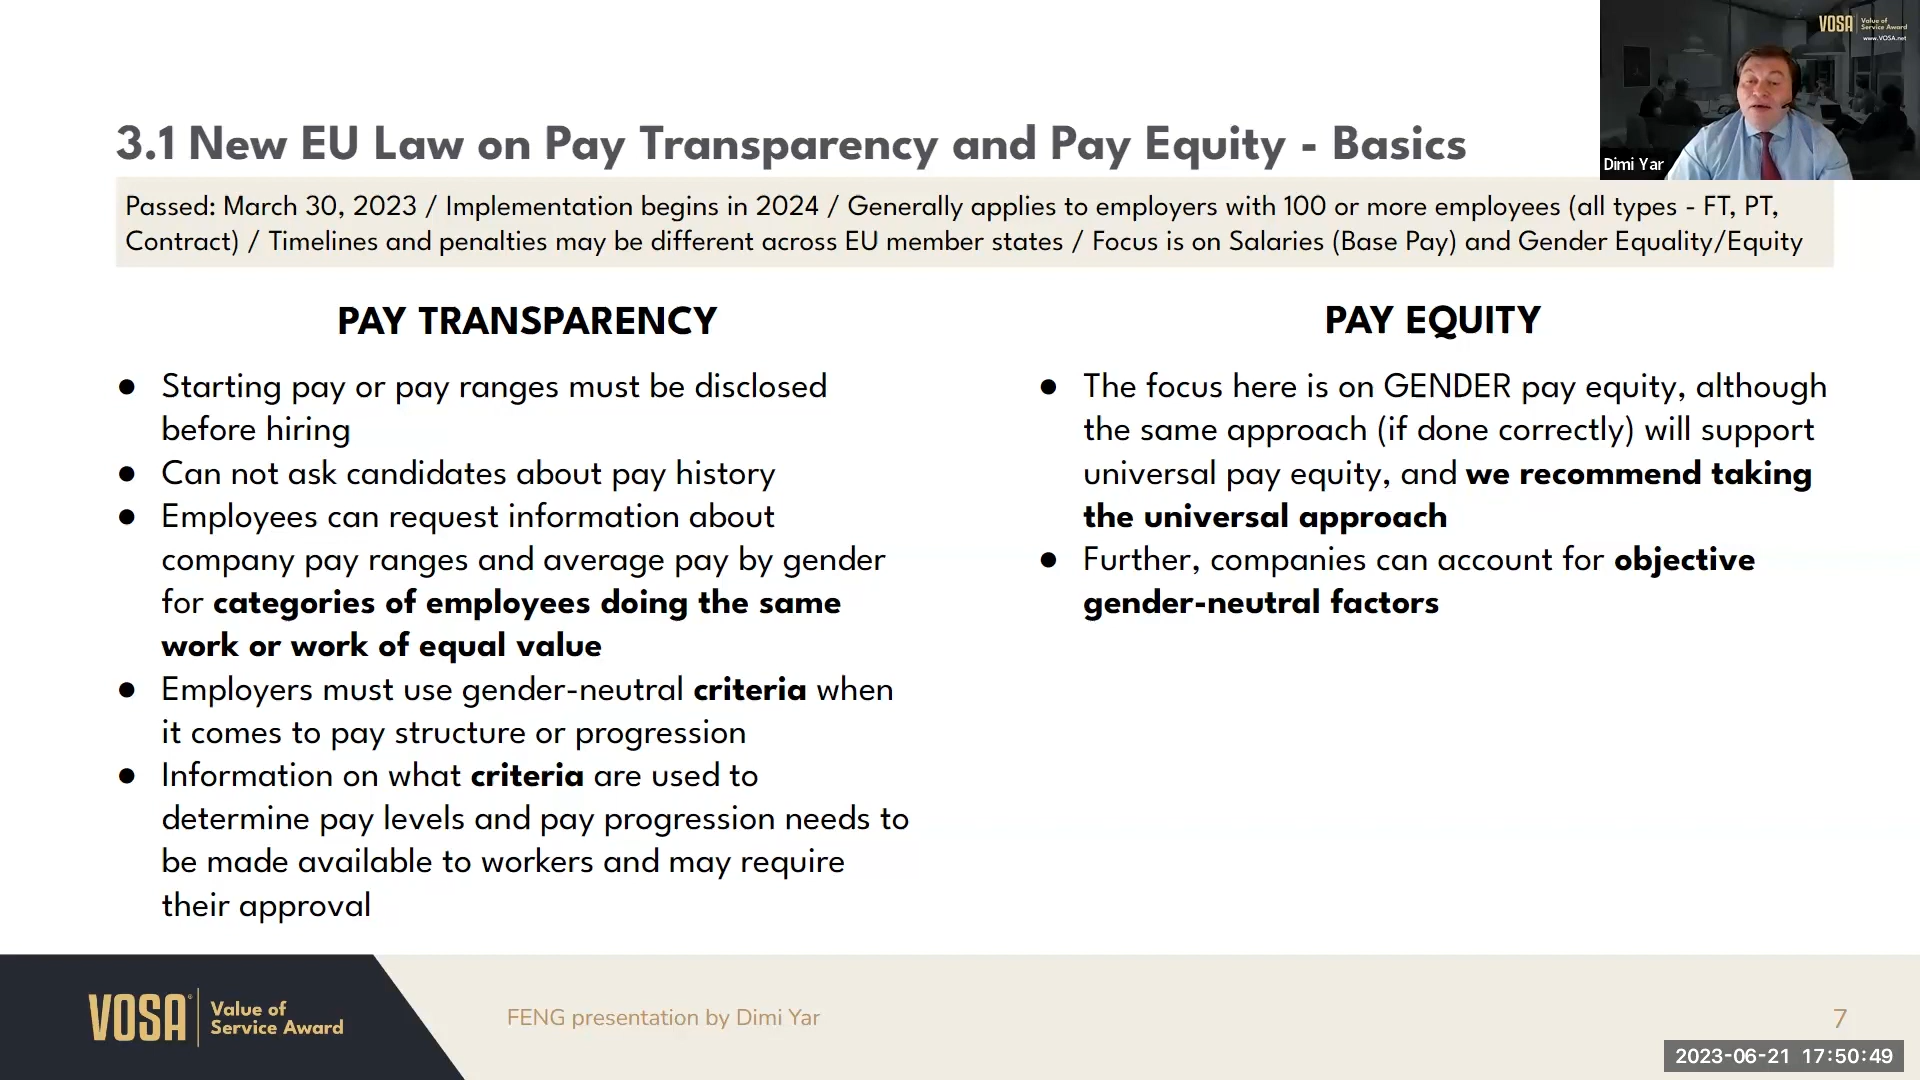 VOSA Value of
Service Award
www.VOSA.net
Dimi Yar
3.1 New EU Law on Pay Transparency and Pay Equity - Basics
Passed: March 30, 2023 / Implementation begins in 2024 / Generally applies to employers with 100 or more employees (all types - FT, PT,
Contract) / Timelines and penalties may be different across EU member states / Focus is on Salaries (Base Pay) and Gender Equality/Equity
PAY TRANSPARENCY
● Starting pay or pay ranges must be disclosed
before hiring
● Can not ask candidates about pay history
● Employees can request information about
company pay ranges and average pay by gender
for categories of employees doing the same
work or work of equal value
● Employers must use gender-neutral criteria when
it comes to pay structure or progression
● Information on what criteria are used to
determine pay levels and pay progression needs to
be made available to workers and may require
their approval
PAY EQUITY
● The focus here is on GENDER pay equity, although
the same approach (if done correctly) will support
universal pay equity, and we recommend taking
the universal approach
● Further, companies can account for objective
gender-neutral factors
VOSA® Value of
Service Award
FENG presentation by Dimi Yar
7
2023-06-21 17:50:49